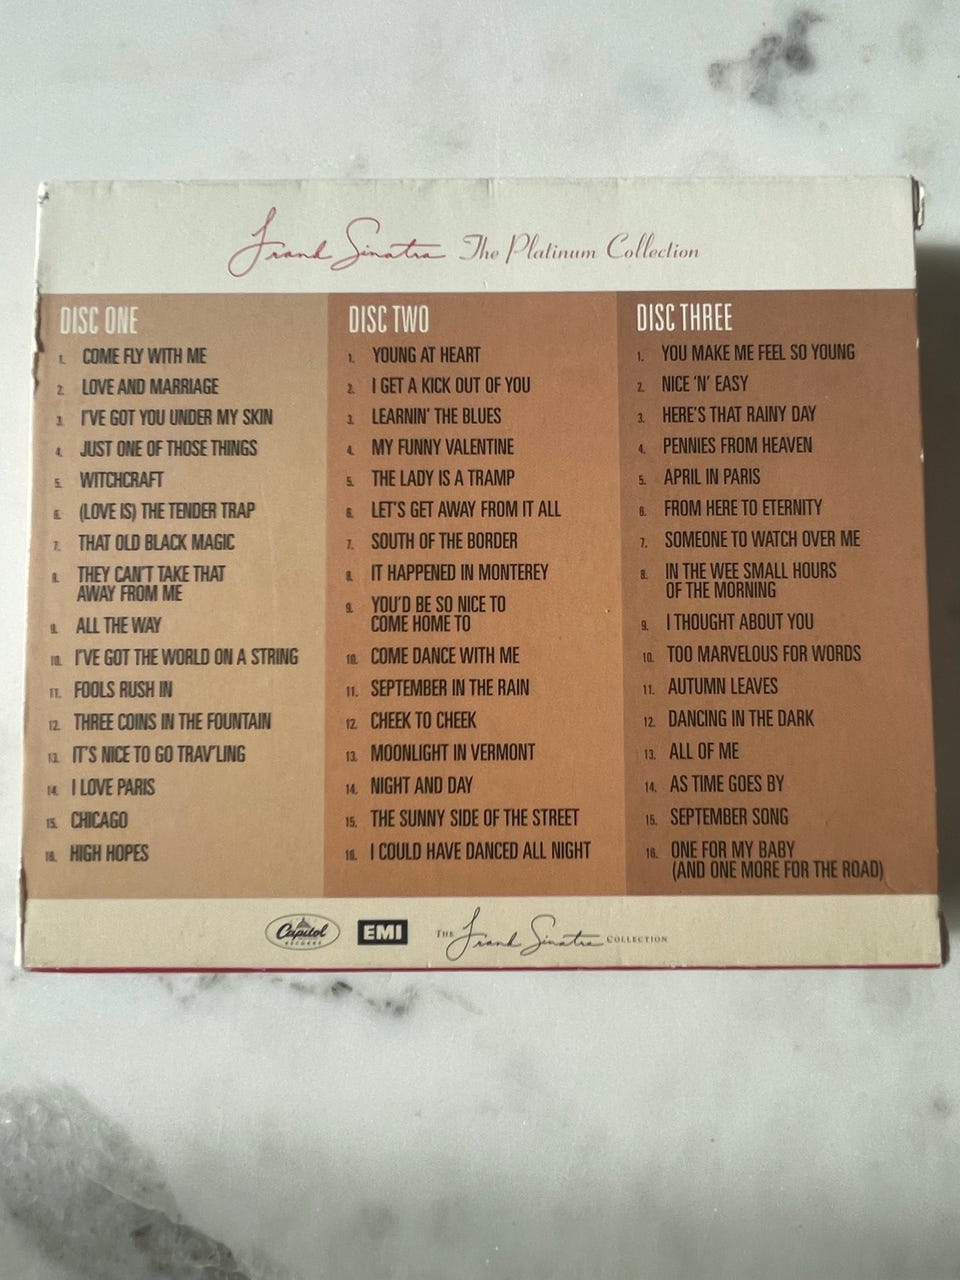 Frank Sinatra The Platinum Collection
DISC ONE
1. COME FLY WITH ME
2. LOVE AND MARRIAGE
3. I'VE GOT YOU UNDER MY SKIN
4. JUST ONE OF THOSE THINGS
5. WITCHCRAFT
6. (LOVE IS) THE TENDER TRAP
7. THAT OLD BLACK MAGIC
8. THEY CAN'T TAKE THAT
AWAY FROM ME
9. ALL THE WAY
10. I'VE GOT THE WORLD ON A STRING
11. FOOLS RUSH IN
12. THREE COINS IN THE FOUNTAIN
13. IT'S NICE TO GO TRAV'LING
14. I LOVE PARIS
15. CHICAGO
16. HIGH HOPES
DISC TWO
1. YOUNG AT HEART
2. I GET A KICK OUT OF YOU
3. LEARNIN' THE BLUES
4. MY FUNNY VALENTINE
5. THE LADY IS A TRAMP
6. LET'S GET AWAY FROM IT ALL
7. SOUTH OF THE BORDER
8. IT HAPPENED IN MONTEREY
9. YOU'D BE SO NICE TO
COME HOME TO
10. COME DANCE WITH ME
11. SEPTEMBER IN THE RAIN
12. CHEEK TO CHEEK
13. MOONLIGHT IN VERMONT
14. NIGHT AND DAY
15. THE SUNNY SIDE OF THE STREET
16. I COULD HAVE DANCED ALL NIGHT
DISC THREE
1. YOU MAKE ME FEEL SO YOUNG
2. NICE 'N' EASY
3. HERE'S THAT RAINY DAY
4. PENNIES FROM HEAVEN
5. APRIL IN PARIS
6. FROM HERE TO ETERNITY
7. SOMEONE TO WATCH OVER ME
8. IN THE WEE SMALL HOURS
OF THE MORNING
9. I THOUGHT ABOUT YOU
10. TOO MARVELOUS FOR WORDS
11. AUTUMN LEAVES
12. DANCING IN THE DARK
13. ALL OF ME
14. AS TIME GOES BY
15. SEPTEMBER SONG
16. ONE FOR MY BABY
(AND ONE MORE FOR THE ROAD)
Capitol
RECORDS
EMI
THE Frank Sinatra COLLECTION